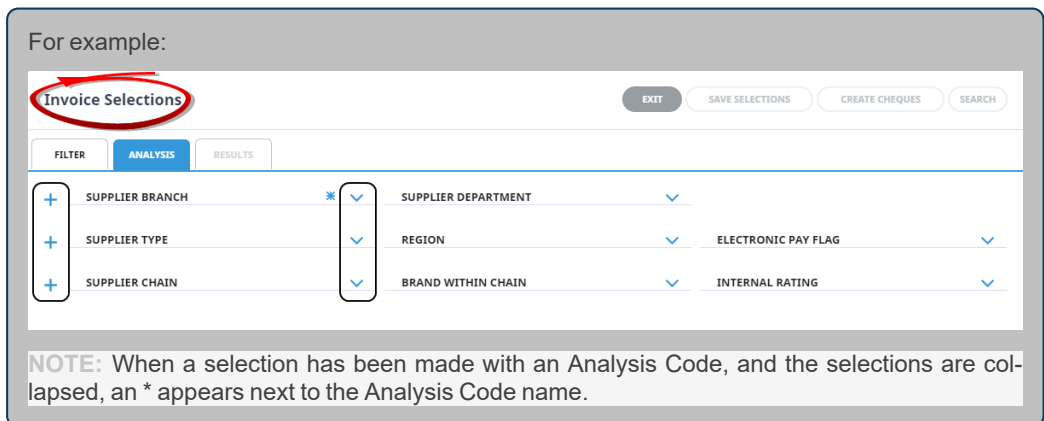 For example:
Invoice Selections
EXIT SAVE SELECTIONS CREATE CHEQUES SEARCH
FILTER ANALYSIS RESULTS
+ SUPPLIER BRANCH * SUPPLIER DEPARTMENT
+ SUPPLIER TYPE REGION ELECTRONIC PAY FLAG
+ SUPPLIER CHAIN BRAND WITHIN CHAIN INTERNAL RATING
NOTE: When a selection has been made with an Analysis Code, and the selections are col-
lapsed, an * appears next to the Analysis Code name.